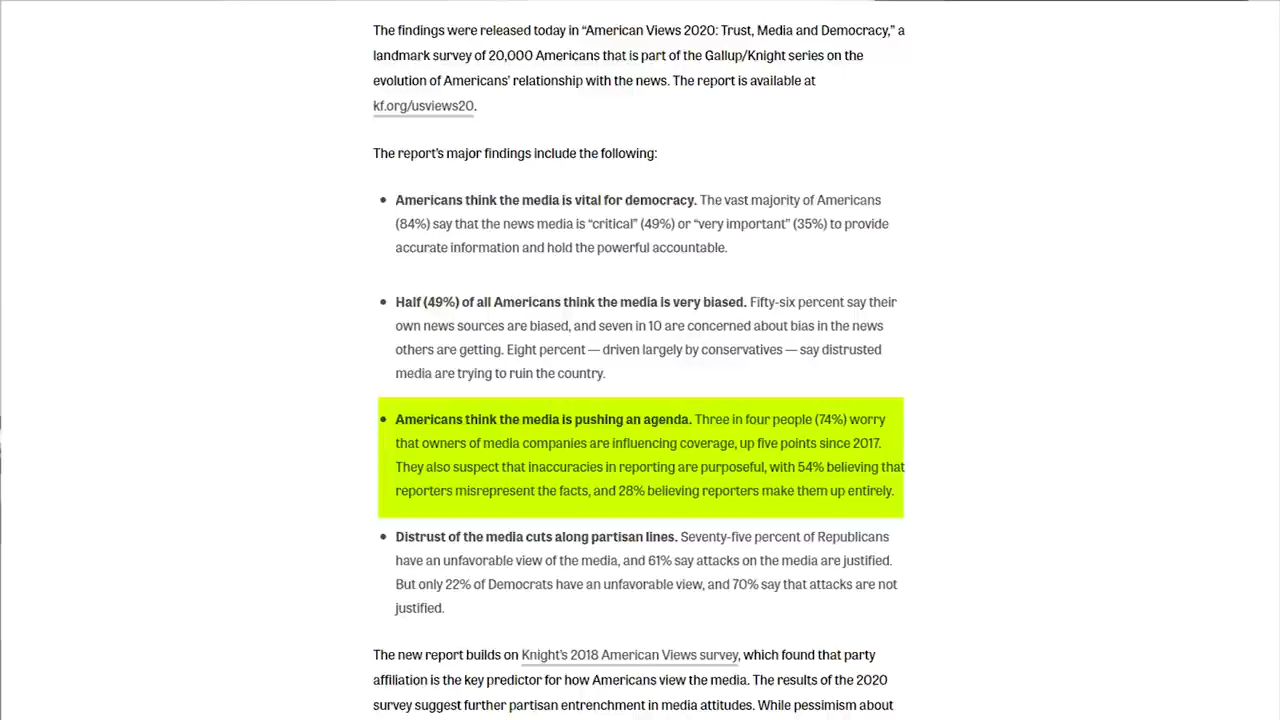 The findings were released today in “American Views 2020: Trust, Media and Democracy,” a
landmark survey of 20,000 Americans that is part of the Gallup/Knight series on the
evolution of Americans’ relationship with the news. The report is available at
kf.org/usviews20.
The report’s major findings include the following:
• Americans think the media is vital for democracy. The vast majority of Americans
(84%) say that the news media is “critical” (49%) or “very important” (35%) to provide
accurate information and hold the powerful accountable.
• Half (49%) of all Americans think the media is very biased. Fifty-six percent say their
own news sources are biased, and seven in 10 are concerned about bias in the news
others are getting. Eight percent — driven largely by conservatives — say distrusted
media are trying to ruin the country.
• Americans think the media is pushing an agenda. Three in four people (74%) worry
that owners of media companies are influencing coverage, up five points since 2017.
They also suspect that inaccuracies in reporting are purposeful, with 54% believing that
reporters misrepresent the facts, and 28% believing reporters make them up entirely.
• Distrust of the media cuts along partisan lines. Seventy-five percent of Republicans
have an unfavorable view of the media, and 61% say attacks on the media are justified.
But only 22% of Democrats have an unfavorable view, and 70% say that attacks are not
justified.
The new report builds on Knight’s 2018 American Views survey, which found that party
affiliation is the key predictor for how Americans view the media. The results of the 2020
survey suggest further partisan entrenchment in media attitudes. While pessimism about